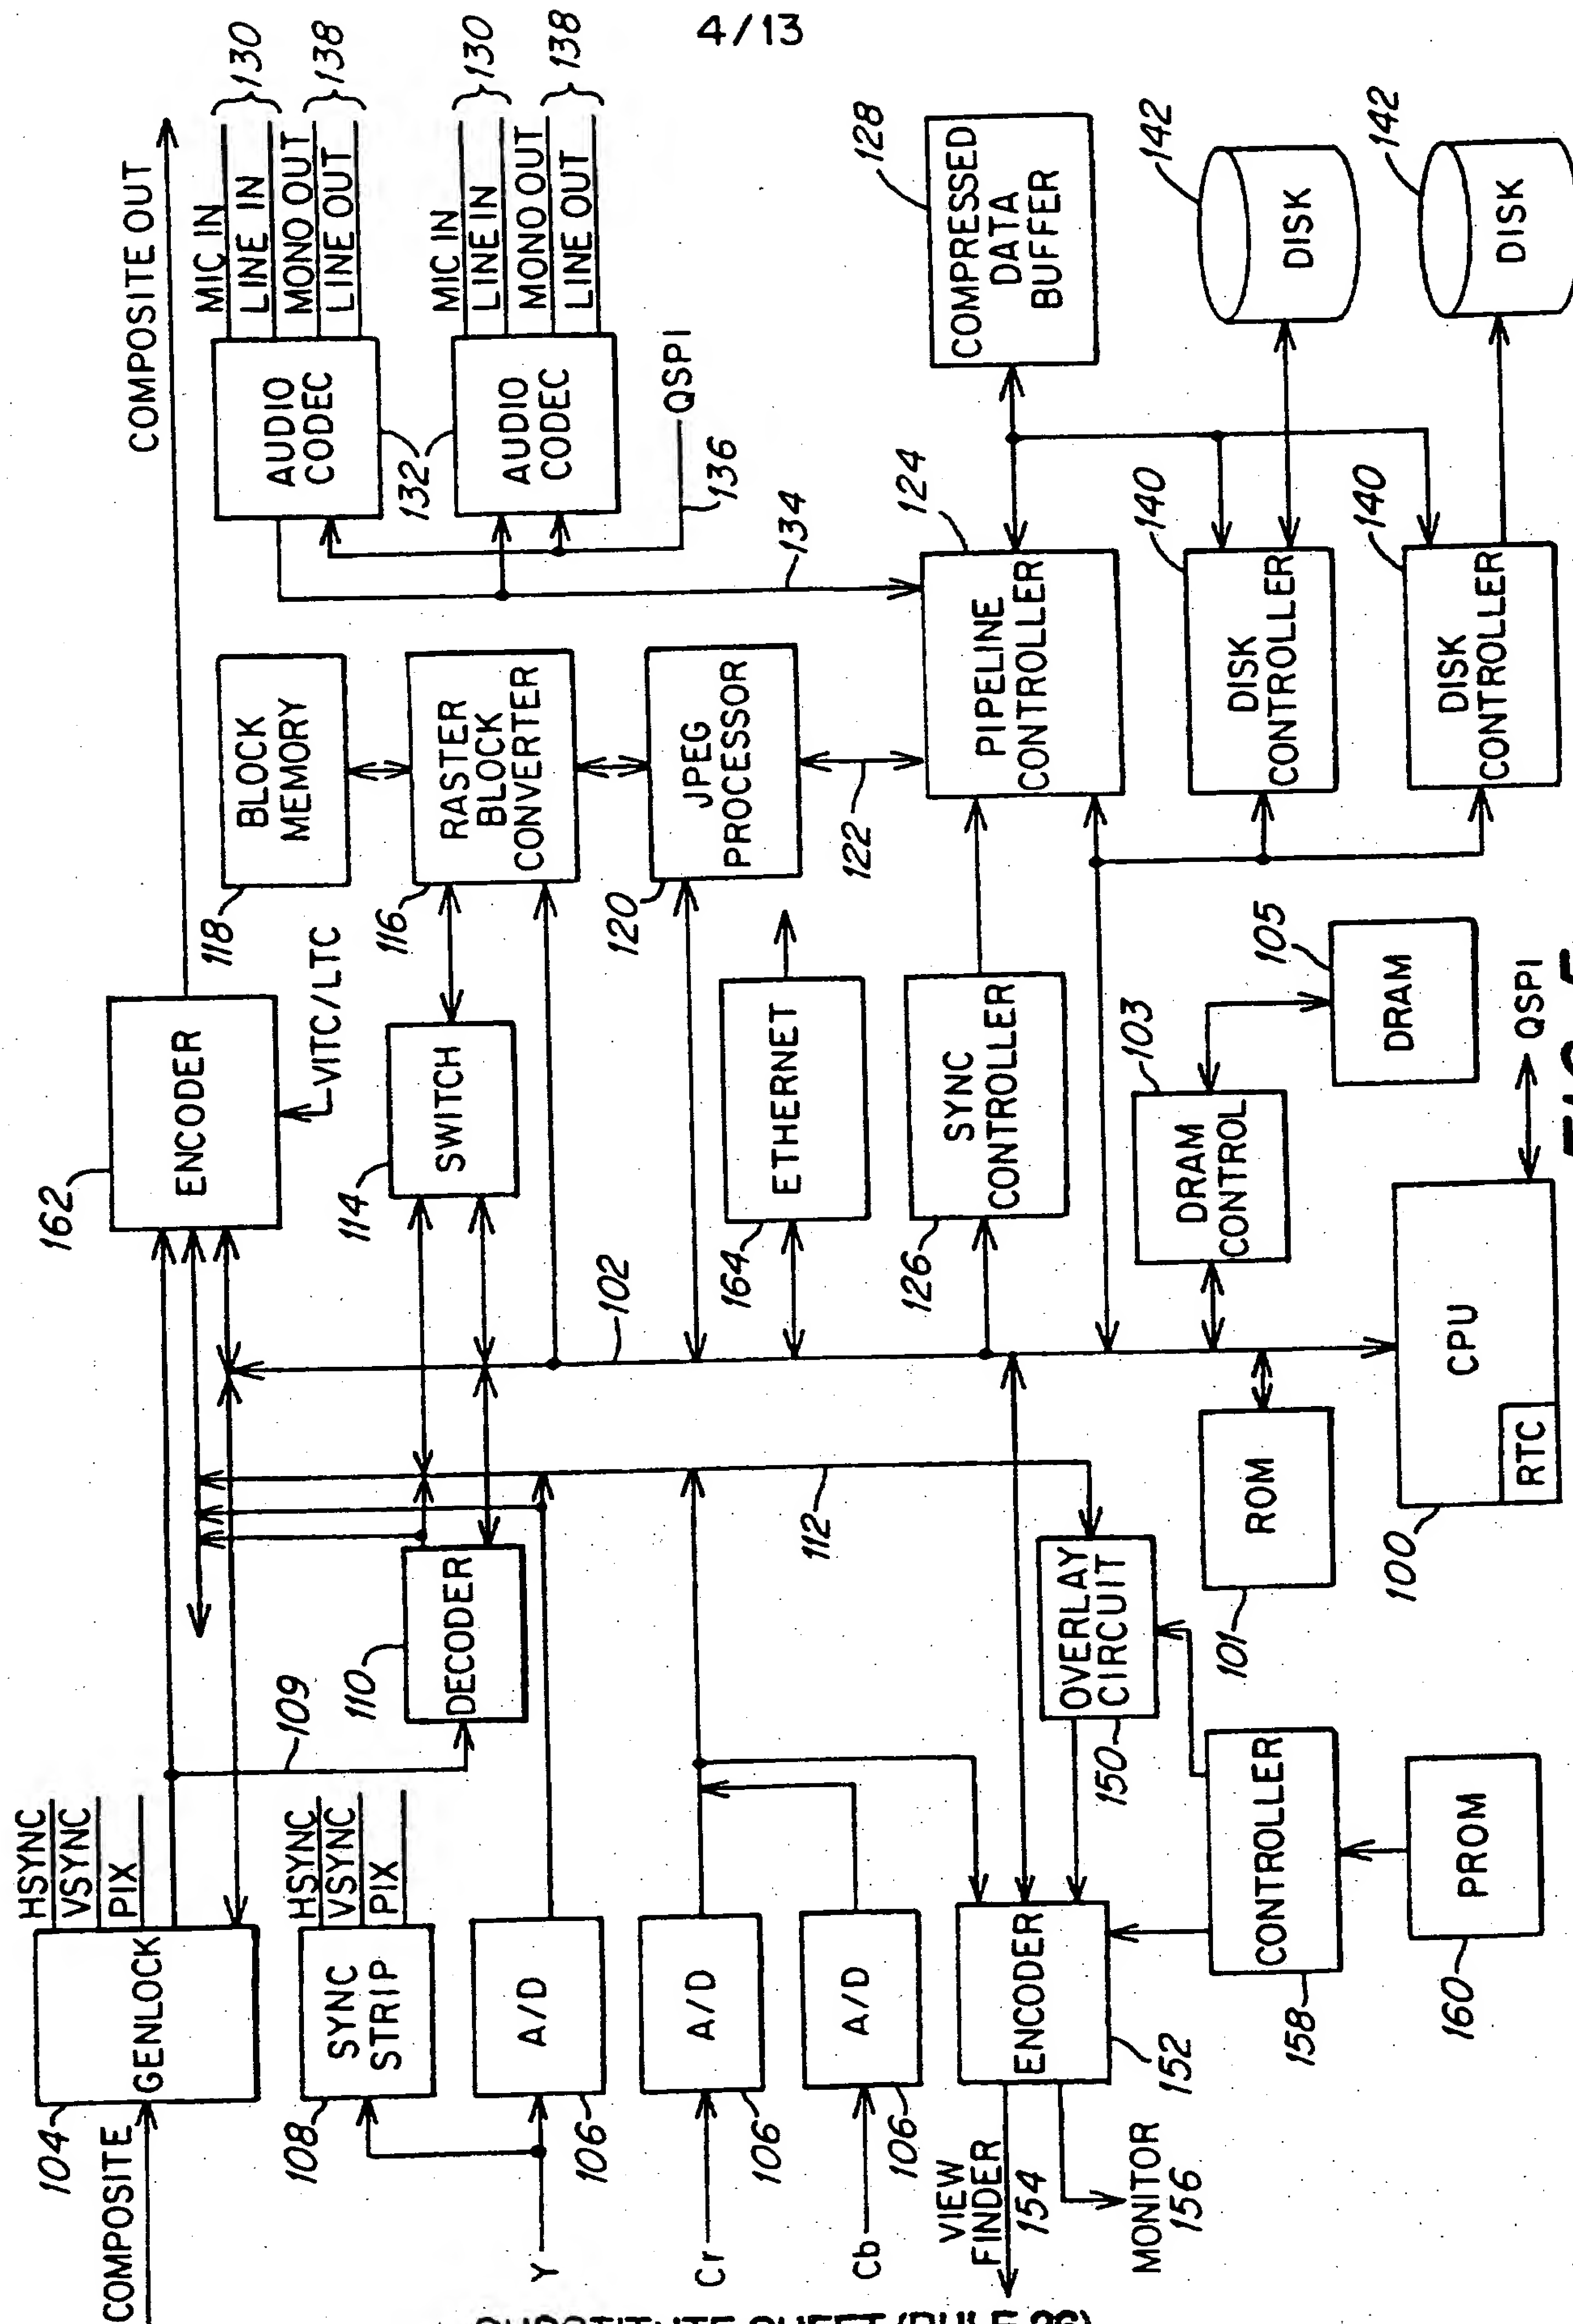 4/13
COMPOSITE
104
GENLOCK
HSYNC
VSYNC
PIX
109
162
ENCODER
VITC/LTC
COMPOSITE OUT
108
SYNC
STRIP
HSYNC
VSYNC
PIX
Y
A/D
106
110
DECODER
114
SWITCH
118
BLOCK
MEMORY
116
RASTER
BLOCK
CONVERTER
AUDIO
CODEC
MIC IN
LINE IN
130
MONO OUT
LINE OUT
138
132
AUDIO
CODEC
MIC IN
LINE IN
130
MONO OUT
LINE OUT
138
QSPI
136
134
Cr
A/D
106
Cb
A/D
106
102
112
120
JPEG
PROCESSOR
122
164
ETHERNET
126
SYNC
CONTROLLER
PIPELINE
CONTROLLER
124
COMPRESSED
DATA
BUFFER
128
VIEW
FINDER
154
MONITOR
156
ENCODER
152
OVERLAY
CIRCUIT
150
CONTROLLER
158
PROM
160
ROM
101
CPU
RTC
100
QSPI
DRAM
CONTROL
103
DRAM
105
DISK
CONTROLLER
140
DISK
142
DISK
CONTROLLER
140
DISK
142